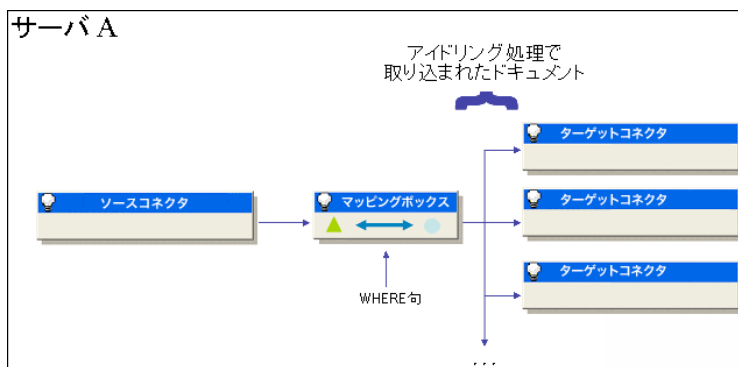 サーバ A
アイドリング処理で
取り込まれたドキュメント
ターゲットコネクタ
ソースコネクタ
マッピングボックス
ターゲットコネクタ
ターゲットコネクタ
WHERE句
...